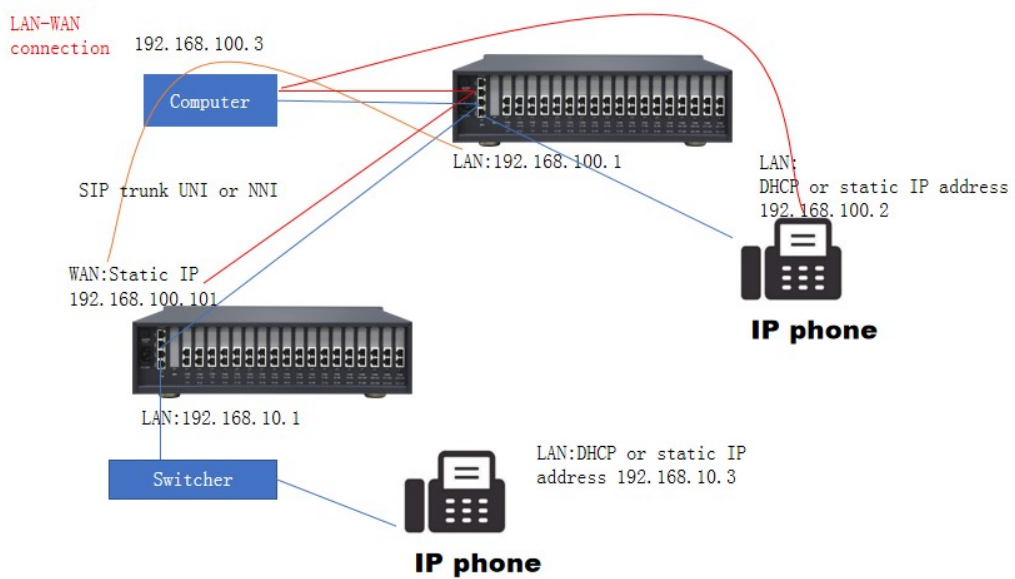 LAN-WAN
connection
192.168.100.3
Computer
LAN:192.168.100.1
LAN:
DHCP or static IP address
192.168.100.2
SIP trunk UNI or NNI
WAN:Static IP
192.168.100.101
IP phone
LAN:192.168.10.1
LAN:DHCP or static IP
address 192.168.10.3
Switcher
IP phone